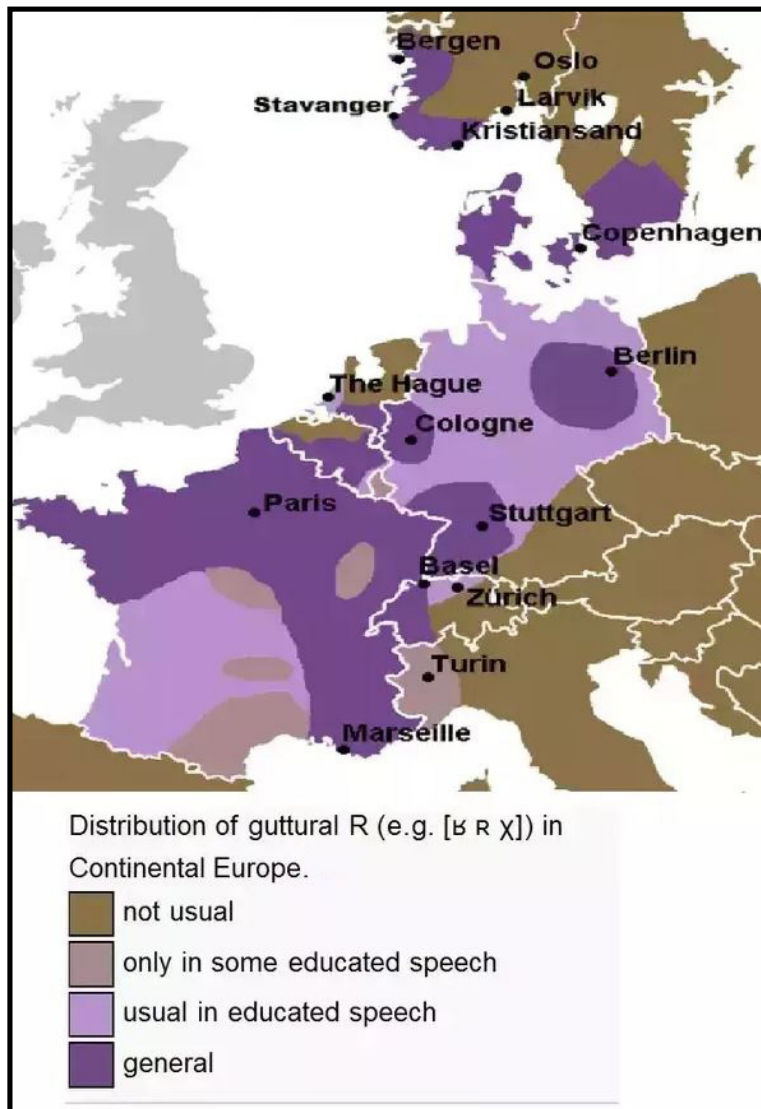 Bergen
Oslo
Stavanger
Larvik
Kristiansand
Copenhagen
Berlin
The Hague
Cologne
Paris
Stuttgart
Basel
Zürich
Turin
Marseille
Distribution of guttural R (e.g. [ʁ ʀ χ]) in
Continental Europe.
not usual
only in some educated speech
usual in educated speech
general